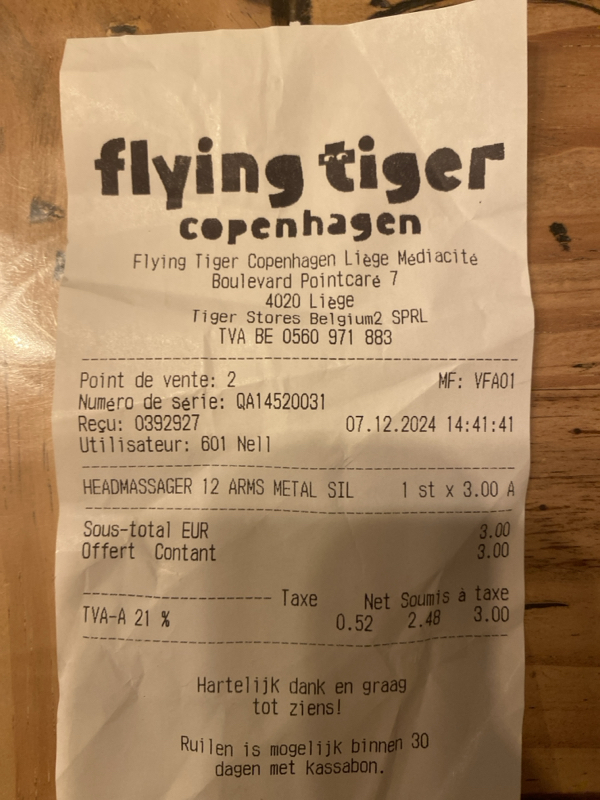 flying tiger
copenhagen
Flying Tiger Copenhagen Liège Médiacité
Boulevard Pointcaré 7
4020 Liège
Tiger Stores Belgium2 SPRL
TVA BE 0560 971 883
Point de vente: 2 MF: VFA01
Numéro de série: QA14520031
Reçu: 0392927 07.12.2024 14:41:41
Utilisateur: 601 Nell
HEADMASSAGER 12 ARMS METAL SIL 1 st x 3.00 A
Sous-total EUR 3.00
Offert Contant 3.00
Taxe Net Soumis à taxe
TVA-A 21 % 0.52 2.48 3.00
Hartelijk dank en graag
tot ziens!
Ruilen is mogelijk binnen 30
dagen met kassabon.